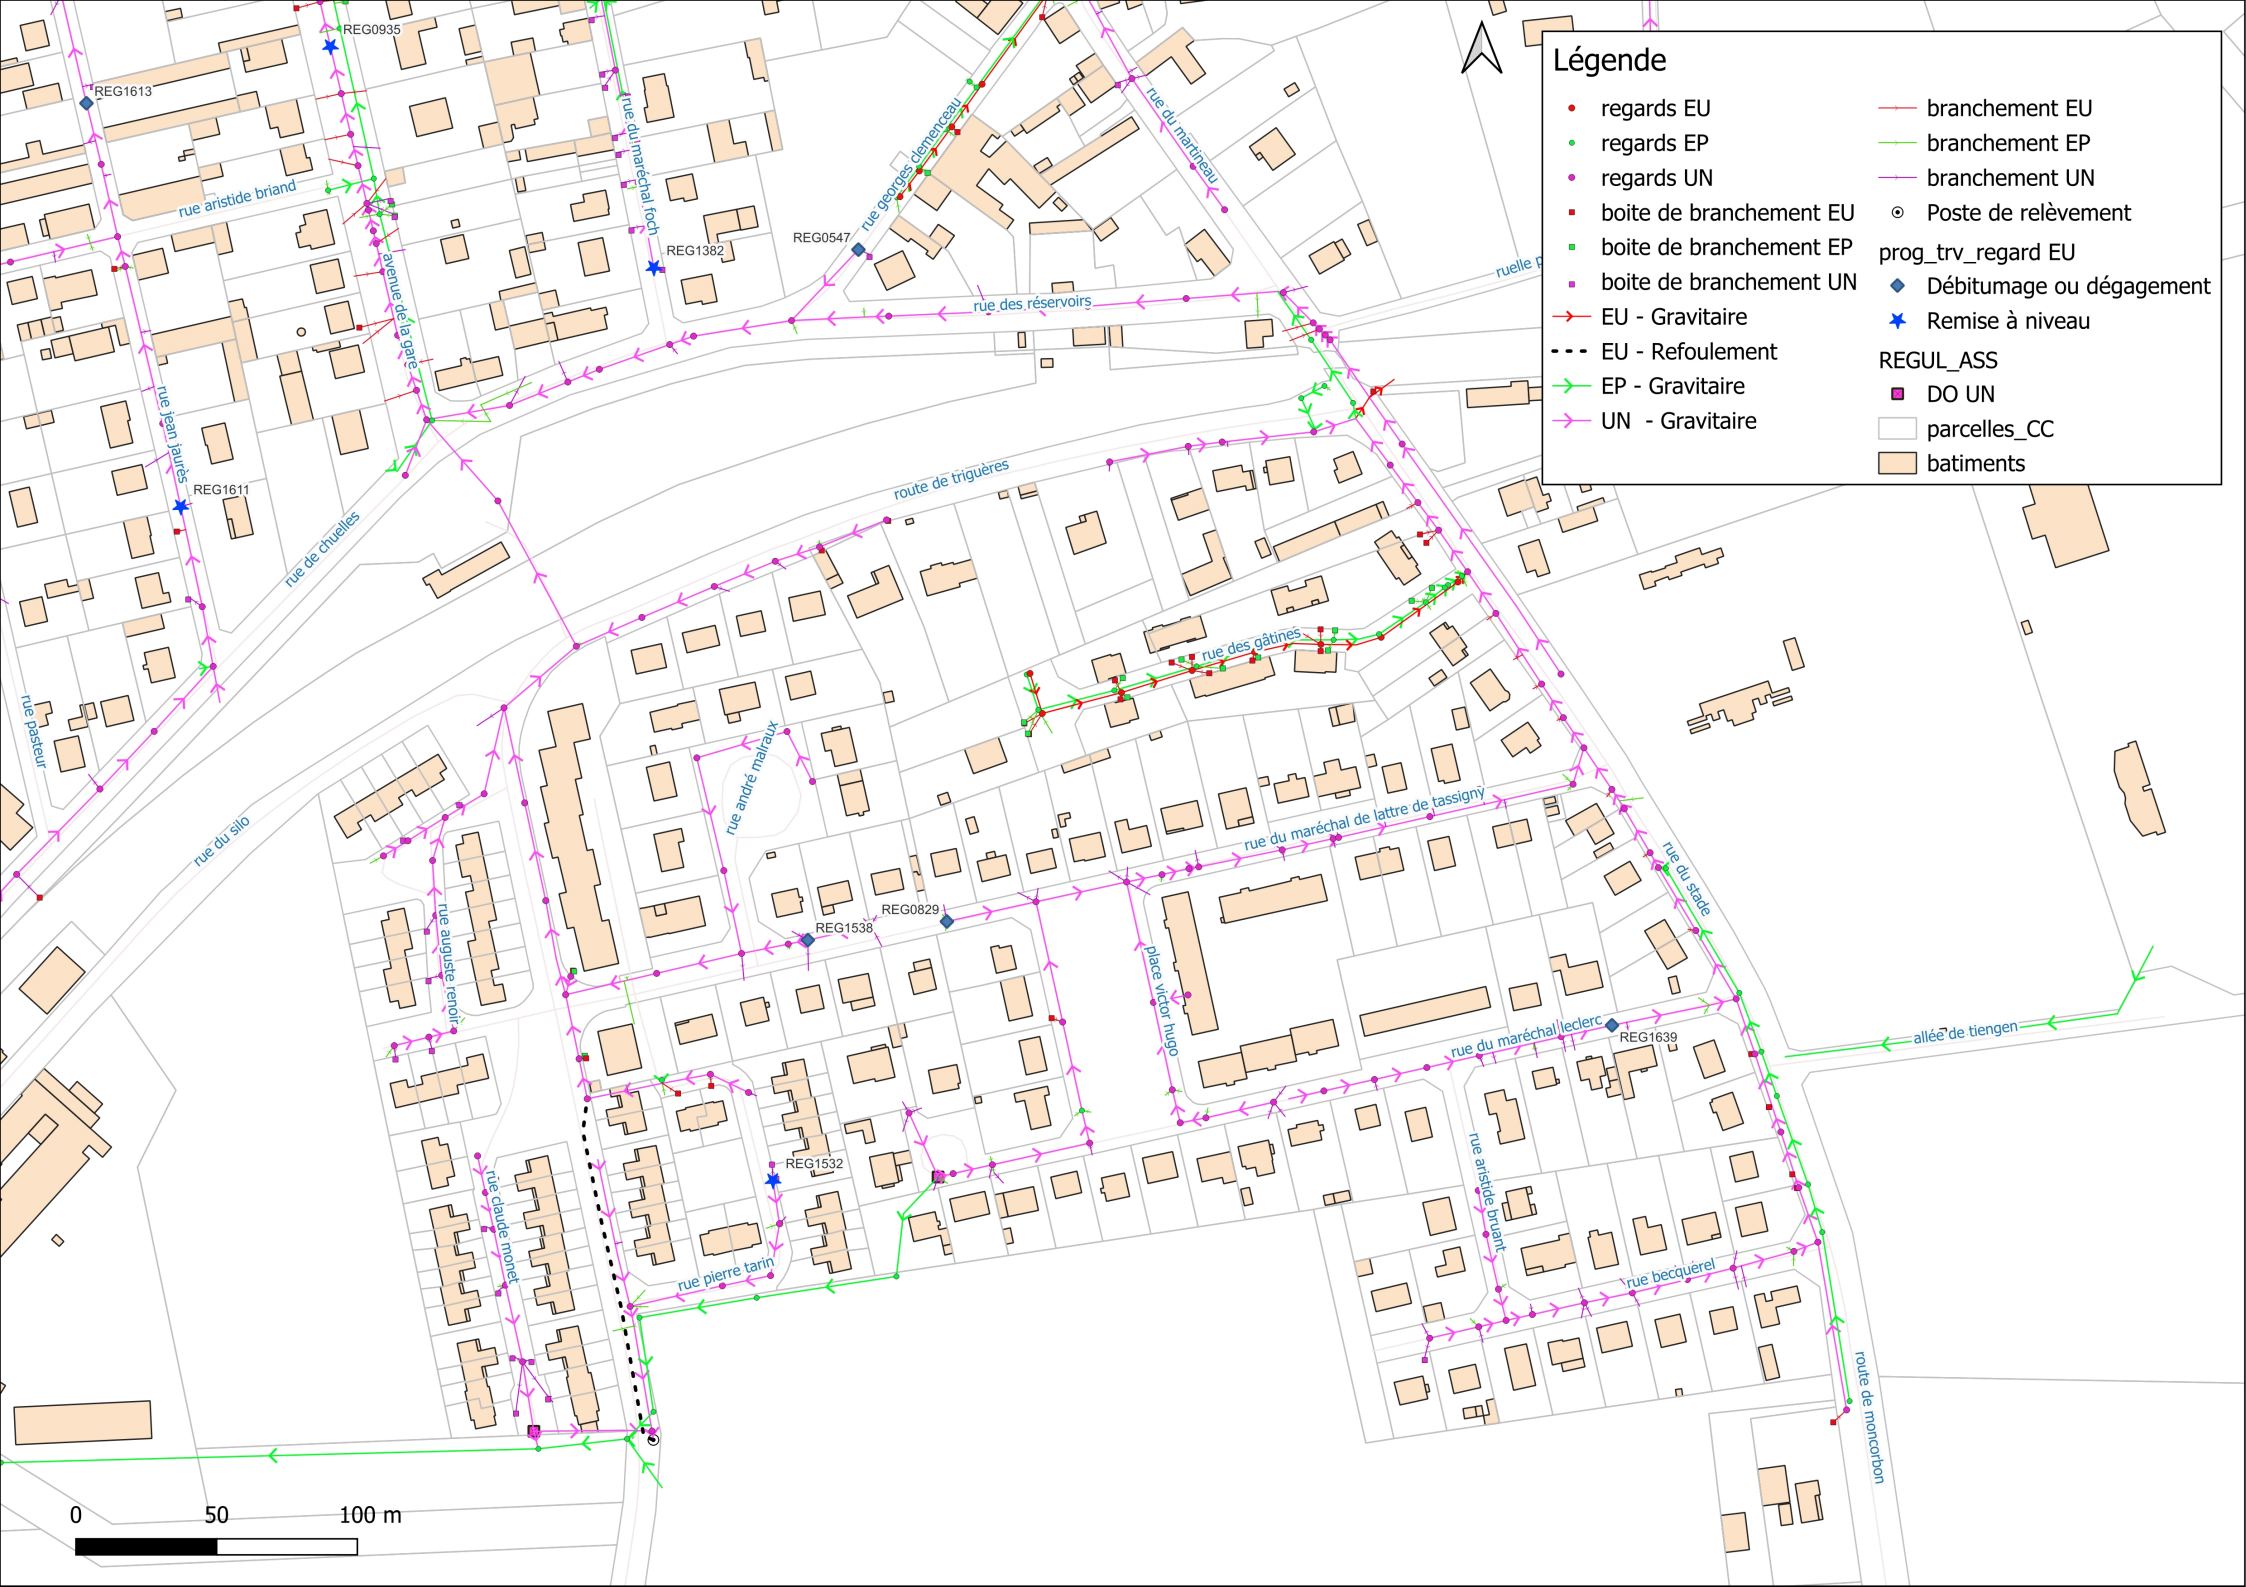 REG0935
REG1613
rue aristide briand
avenue de la gare
rue du maréchal foch
REG1382
REG0547
rue georges clemenceau
rue du martineau
rue des réservoirs
ruelle p
Légende
regards EU
regards EP
regards UN
boite de branchement EU
boite de branchement EP
boite de branchement UN
EU - Gravitaire
EU - Refoulement
EP - Gravitaire
UN - Gravitaire
branchement EU
branchement EP
branchement UN
Poste de relèvement
prog_trv_regard EU
Débitumage ou dégagement
Remise à niveau
REGUL_ASS
DO UN
parcelles_CC
batiments
rue jean jaurès
REG1611
rue de chuelles
route de triguères
rue des gâtines
rue pasteur
rue du silo
rue andré malraux
rue du maréchal de lattre de tassigny
rue du stade
REG0829
REG1538
rue auguste renoir
place victor hugo
rue du maréchal leclerc
REG1639
allée de tiengen
REG1532
rue claude monet
rue pierre tarin
rue aristide bruant
rue becquerel
route de moncorbon
0 50 100 m